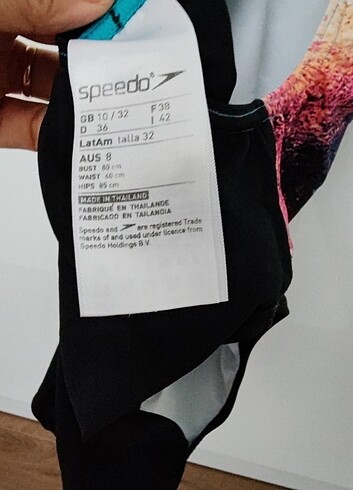 speedo®
GB 10 / 32 F 38
D 36 I 42
LatAm talla 32
AUS 8
BUST 80 cm
WAIST 60 cm
HIPS 85 cm
MADE IN THAILAND
FABRIQUÉ EN THAILANDE
FABRICADO EN TAILANDIA
Speedo and are registered Trade
marks of and used under licence from
Speedo Holdings B.V.